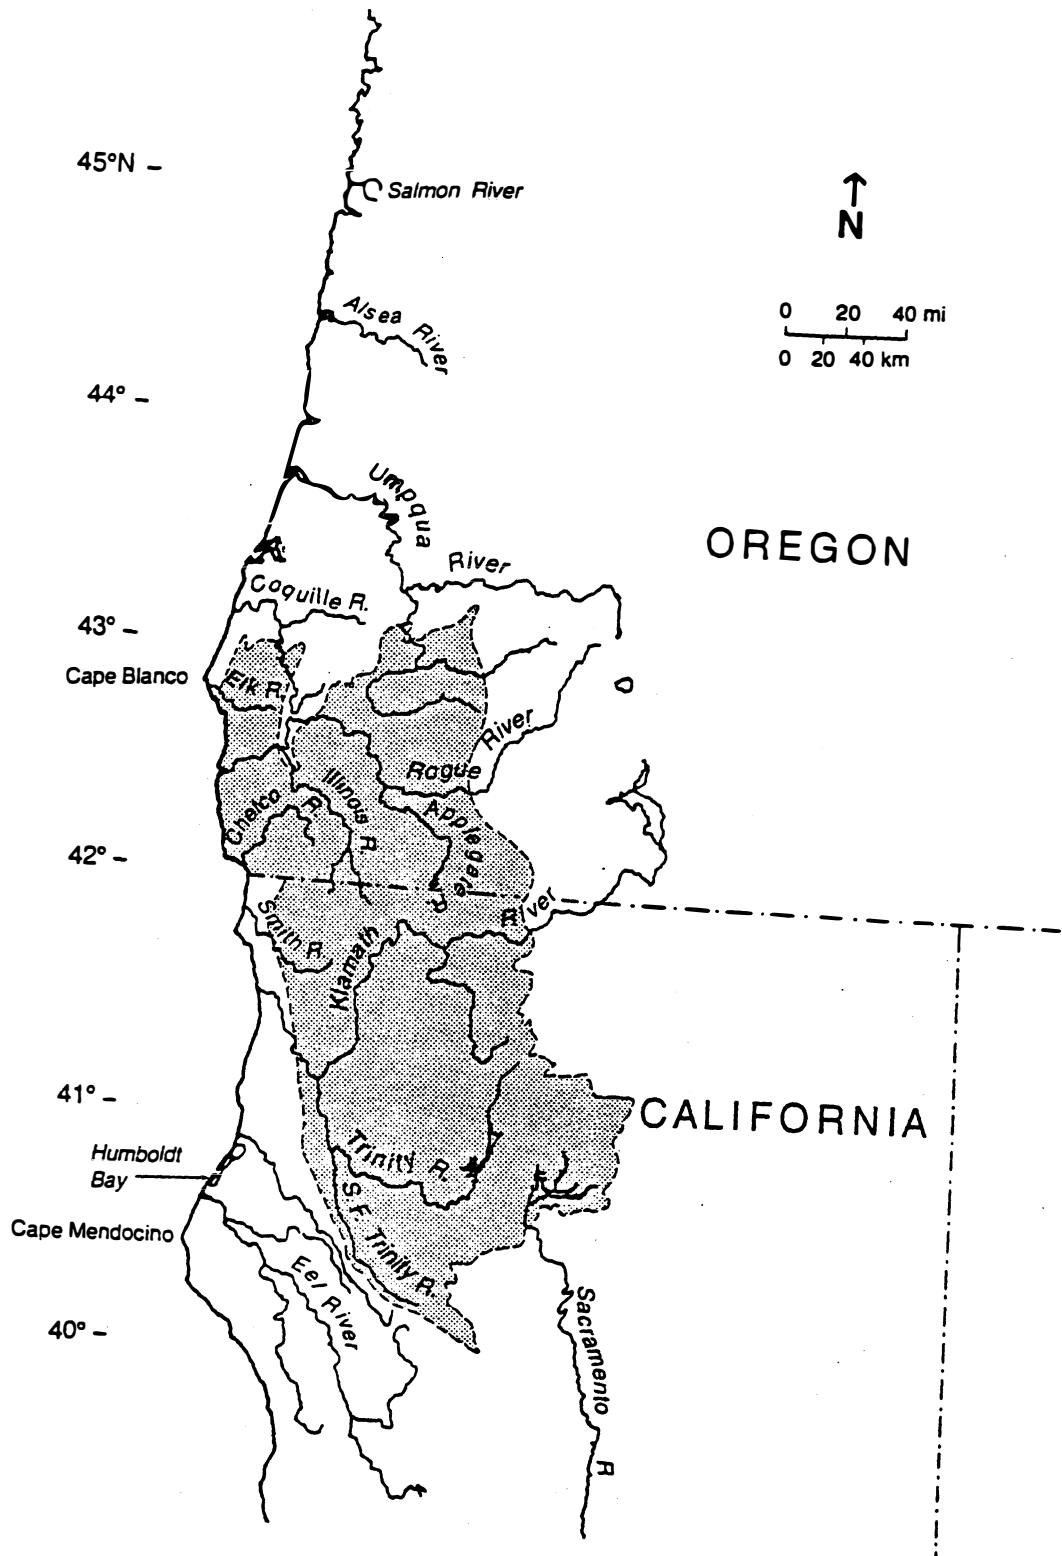 45°N
Salmon River
N
0 20 40 mi
0 20 40 km
Alsea River
44°
Umpqua River
OREGON
Coquille R.
43°
Cape Blanco
Elk R.
Rogue River
Illinois R.
Chetco R.
Applegate R.
42°
Smith R.
Klamath River
41°
CALIFORNIA
Humboldt
Bay
Trinity R.
S. F. Trinity R.
Cape Mendocino
Eel River
40°
Sacramento R